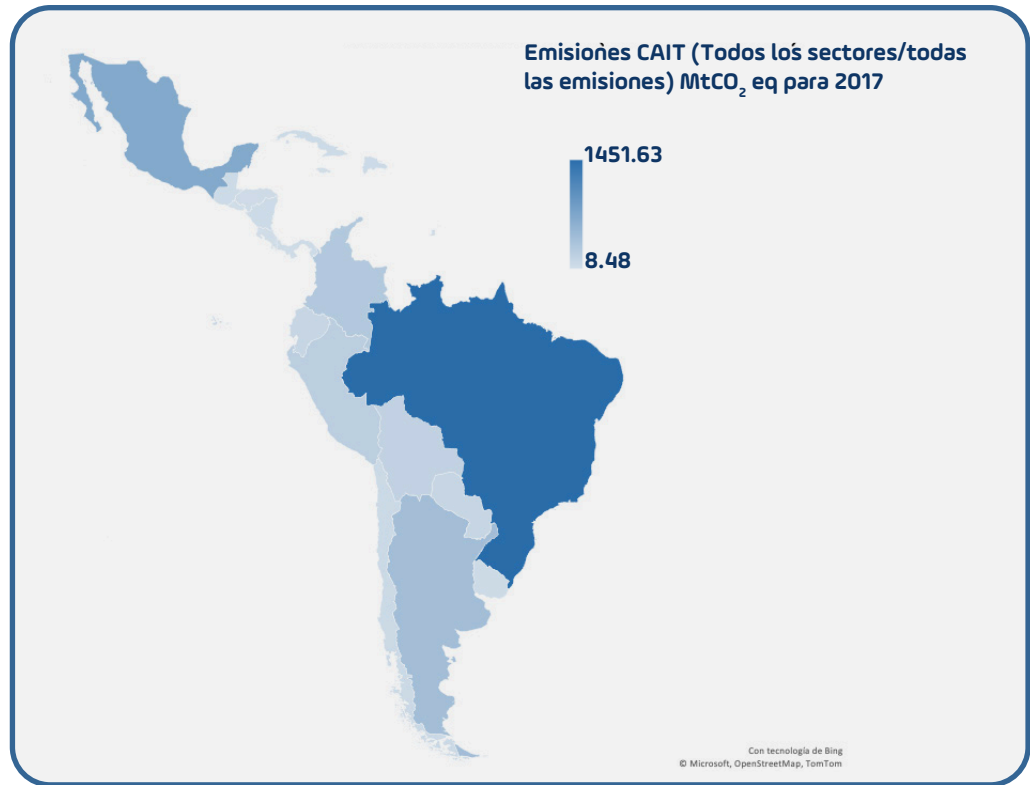 Emisiones CAIT (Todos los sectores/todas
las emisiones) MtCO₂ eq para 2017
1451.63
8.48
Con tecnología de Bing
© Microsoft, OpenStreetMap, TomTom